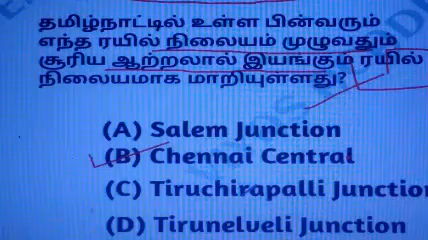 தமிழ்நாட்டில் உள்ள பின்வரும்
எந்த ரயில் நிலையம் முழுவதும்
சூரிய ஆற்றலால் இயங்கும் ரயில்
நிலையமாக மாறியுள்ளது?
(A) Salem Junction
(B) Chennai Central
(C) Tiruchirapalli Junction
(D) Tirunelveli Junction